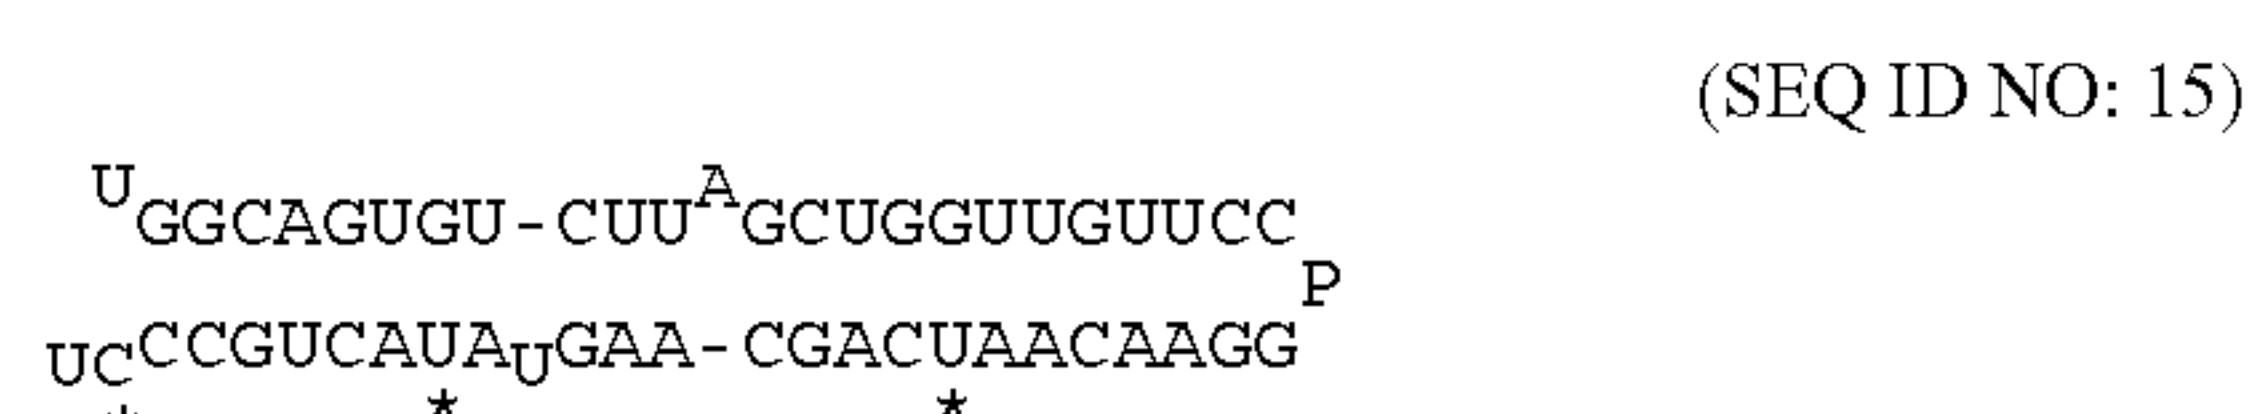 (SEQ ID NO: 15)
UGGCAGUGU-CUUAGCUGGUUGUUCC
P
UCCCGUCAUAUGAA-CGACUAACAAGG
* * *